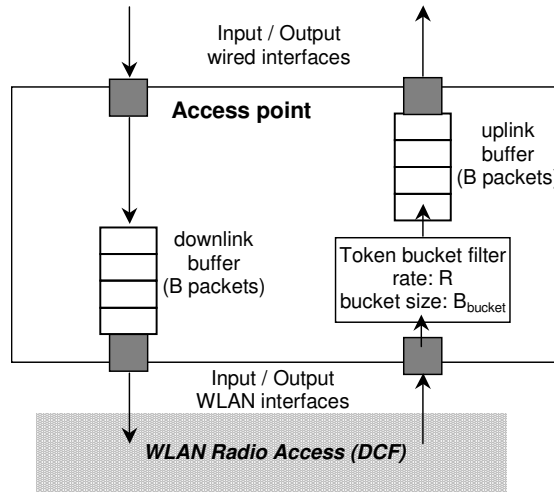 Input / Output
wired interfaces
Access point
uplink
buffer
(B packets)
downlink
buffer
(B packets)
Token bucket filter
rate: R
bucket size: Bbucket
Input / Output
WLAN interfaces
WLAN Radio Access (DCF)